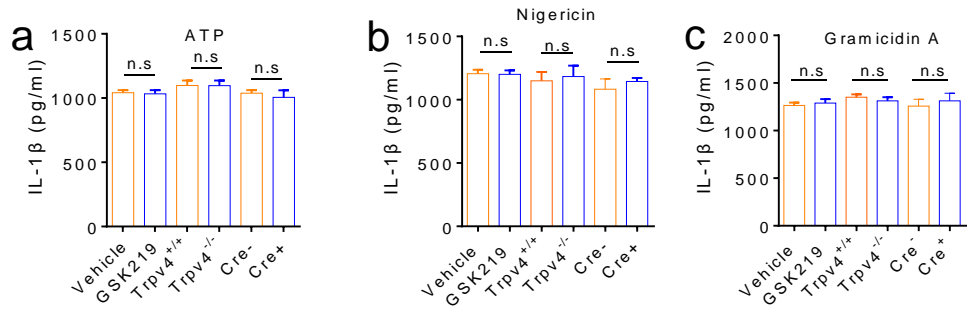 a
ATP
IL-1β (pg/ml)
1500
1000
500
0
n.s
n.s
n.s
Vehicle
GSK219
Trpv4+/+
Trpv4-/-
Cre-
Cre+
b
Nigericin
IL-1β (pg/ml)
1500
1000
500
0
n.s
n.s
n.s
Vehicle
GSK219
Trpv4+/+
Trpv4-/-
Cre-
Cre+
c
Gramicidin A
IL-1β (pg/ml)
2000
1500
1000
500
0
n.s
n.s
n.s
Vehicle
GSK219
Trpv4+/+
Trpv4-/-
Cre-
Cre+